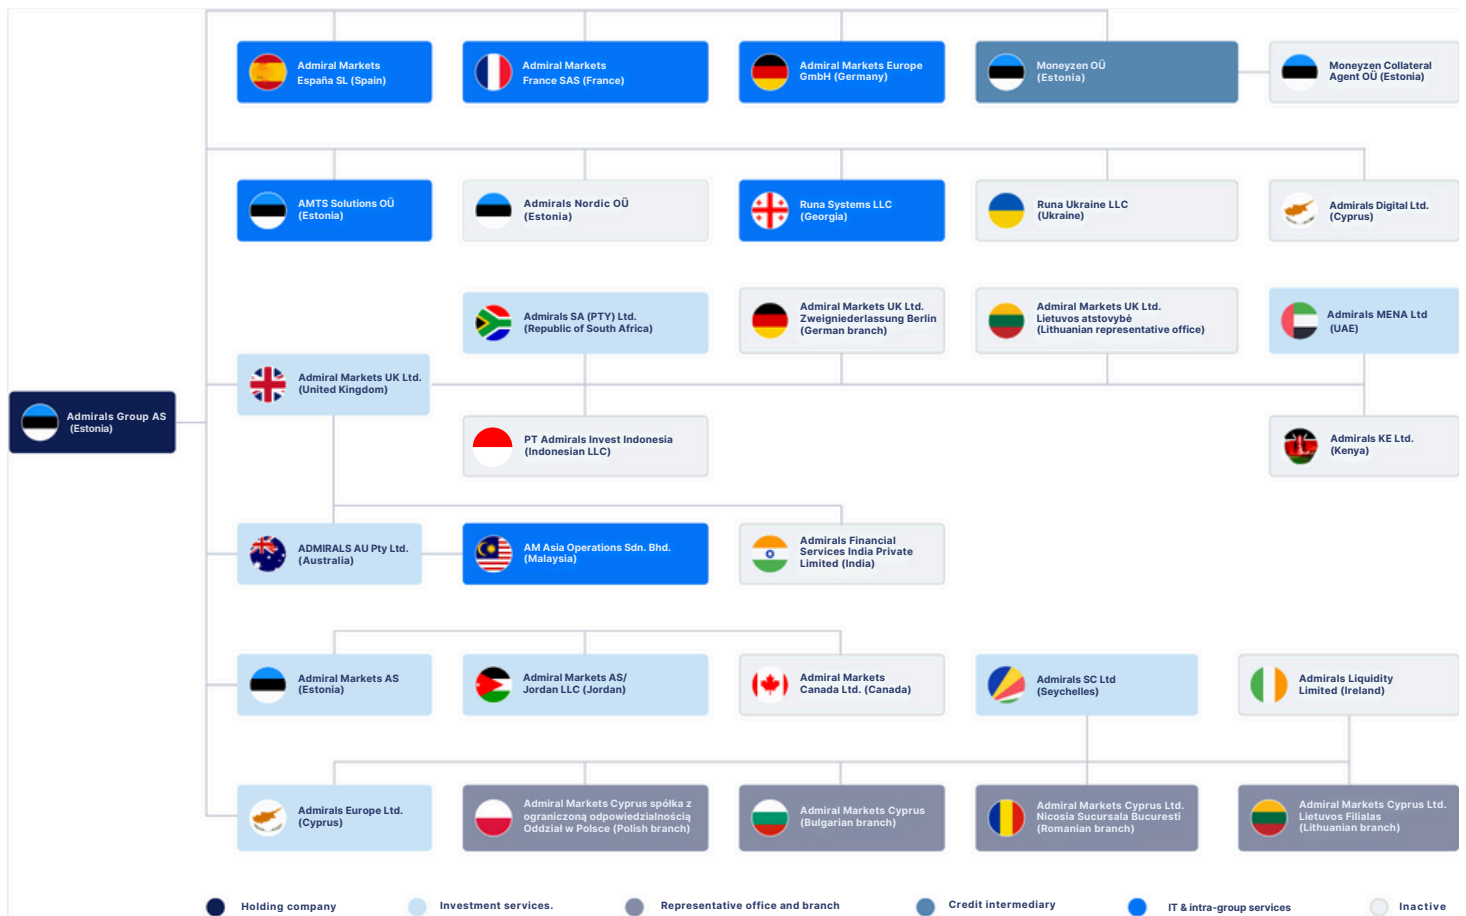 Admiral Markets
España SL (Spain)
Admiral Markets
France SAS (France)
Admiral Markets Europe
GmbH (Germany)
Moneyzen OÜ
(Estonia)
Moneyzen Collateral
Agent OÜ (Estonia)
AMTS Solutions OÜ
(Estonia)
Admirals Nordic OÜ
(Estonia)
Runa Systems LLC
(Georgia)
Runa Ukraine LLC
(Ukraine)
Admirals Digital Ltd.
(Cyprus)
Admirals SA (PTY) Ltd.
(Republic of South Africa)
Admiral Markets UK Ltd.
Zweigniederlassung Berlin
(German branch)
Admiral Markets UK Ltd.
Lietuvos atstovybė
(Lithuanian representative office)
Admirals MENA Ltd
(UAE)
Admiral Markets UK Ltd.
(United Kingdom)
Admirals Group AS
(Estonia)
PT Admirals Invest Indonesia
(Indonesian LLC)
Admirals KE Ltd.
(Kenya)
ADMIRALS AU Pty Ltd.
(Australia)
AM Asia Operations Sdn. Bhd.
(Malaysia)
Admirals Financial
Services India Private
Limited (India)
Admiral Markets AS
(Estonia)
Admiral Markets AS/
Jordan LLC (Jordan)
Admiral Markets
Canada Ltd. (Canada)
Admirals SC Ltd
(Seychelles)
Admirals Liquidity
Limited (Ireland)
Admirals Europe Ltd.
(Cyprus)
Admiral Markets Cyprus spółka z
ograniczoną odpowiedzialnością
Oddział w Polsce (Polish branch)
Admiral Markets Cyprus
(Bulgarian branch)
Admiral Markets Cyprus Ltd.
Nicosia Sucursala Bucuresti
(Romanian branch)
Admiral Markets Cyprus Ltd.
Lietuvos Filialas
(Lithuanian branch)
Holding company
Investment services.
Representative office and branch
Credit intermediary
IT & intra-group services
Inactive